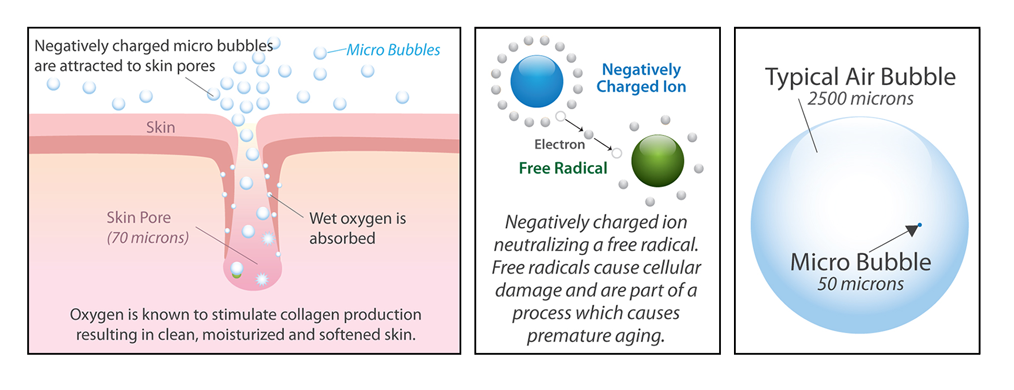 Negatively charged micro bubbles
are attracted to skin pores
Micro Bubbles
Skin
Skin Pore
(70 microns)
Wet oxygen is
absorbed
Oxygen is known to stimulate collagen production
resulting in clean, moisturized and softened skin.
Negatively
Charged Ion
Electron
Free Radical
Negatively charged ion
neutralizing a free radical.
Free radicals cause cellular
damage and are part of a
process which causes
premature aging.
Typical Air Bubble
2500 microns
Micro Bubble
50 microns